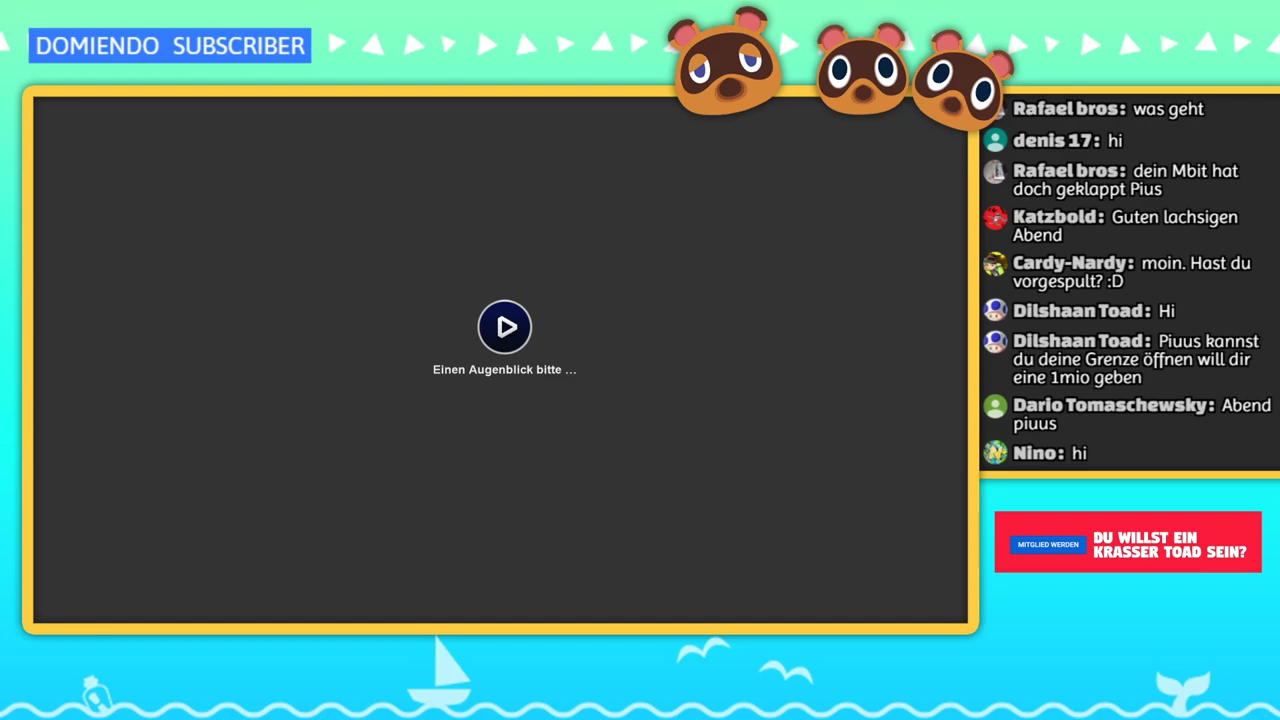 DOMIENDO SUBSCRIBER
Rafael bros: was geht
denis 17: hi
Rafael bros: dein Mbit hat
doch geklappt Pius
Katzbold: Guten lachsigen
Abend
Cardy-Nardy: moin. Hast du
vorgespult? :D
Dilshaan Toad: Hi
Dilshaan Toad: Piuus kannst
du deine Grenze öffnen will dir
eine 1mio geben
Dario Tomaschewsky: Abend
piuus
Nino: hi
Einen Augenblick bitte ...
MITGLIED WERDEN
DU WILLST EIN
KRASSER TOAD SEIN?